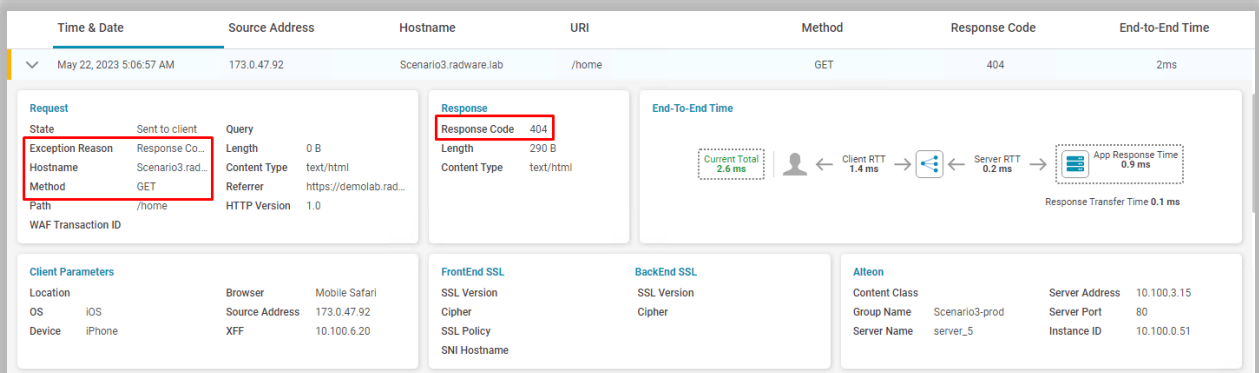 Time & Date Source Address Hostname URI Method Response Code End-to-End Time
May 22, 2023 5:06:57 AM 173.0.47.92 Scenario3.radware.lab /home GET 404 2ms
Request
State Sent to client Query
Exception Reason Response Co... Length 0 B
Hostname Scenario3.rad... Content Type text/html
Method GET Referrer https://demolab.rad...
Path /home HTTP Version 1.0
WAF Transaction ID
Response
Response Code 404
Length 290 B
Content Type text/html
End-To-End Time
Current Total
2.6 ms
Client RTT
1.4 ms
Server RTT
0.2 ms
App Response Time
0.9 ms
Response Transfer Time 0.1 ms
Client Parameters
Location Browser Mobile Safari
OS iOS Source Address 173.0.47.92
Device iPhone XFF 10.100.6.20
FrontEnd SSL BackEnd SSL
SSL Version SSL Version
Cipher Cipher
SSL Policy
SNI Hostname
Alteon
Content Class Server Address 10.100.3.15
Group Name Scenario3-prod Server Port 80
Server Name server_5 Instance ID 10.100.0.51